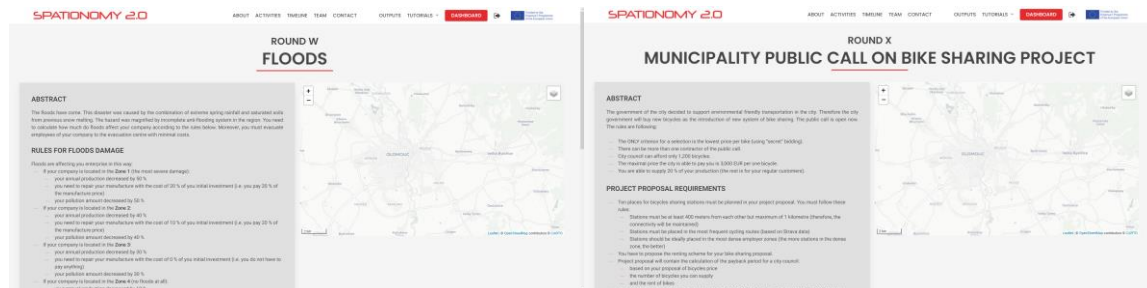 SPATIONOMY 2.0
ABOUT ACTIVITIES TIMELINE TEAM CONTACT OUTPUTS TUTORIALS DASHBOARD
ROUND W
FLOODS
ABSTRACT
The floods have come. This disaster was caused by the combination of extreme spring rainfall and saturated soils
from previous snow melting. The hazard was magnified by incomplete anti-flooding system in the region. You need
to calculate how much do floods affect your company according to the rules below. Moreover, you must evacuate
employees of your company to the evacuation centre with minimal costs.
RULES FOR FLOODS DAMAGE
Floods are affecting you enterprise in this way:
If your company is located in the Zone 1 (the most severe damage):
your annual production decreased by 50 %
you need to repair your manufacture with the cost of 20 % of you initial investment (i.e. you pay 20 % of
the manufacture price)
your pollution amount decreased by 50 %
If your company is located in the Zone 2:
your annual production decreased by 40 %
you need to repair your manufacture with the cost of 10 % of you initial investment (i.e. you pay 20 % of
the manufacture price)
your pollution amount decreased by 40 %
If your company is located in the Zone 3:
your annual production decreased by 20 %
you need to repair your manufacture with the cost of 0 % of you initial investment (i.e. you do not have to
pay anything)
your pollution amount decreased by 20 %
If your company is located in the Zone 4 (no floods at all):
SPATIONOMY 2.0
ABOUT ACTIVITIES TIMELINE TEAM CONTACT OUTPUTS TUTORIALS DASHBOARD
ROUND X
MUNICIPALITY PUBLIC CALL ON BIKE SHARING PROJECT
ABSTRACT
The government of the city decided to support environmental friendly transportation in the city. Therefore the city
government will buy new bicycles as the introduction of new system of bike sharing. The public call is open now.
The rules are following:
The ONLY criterion for a selection is the lowest price per bike (using "secret" bidding).
There can be more than one contractor of the public call.
City council can afford only 1,200 bicycles.
The maximal price the city is able to pay you is 3,000 EUR per one bicycle.
You are able to supply 20 % of your production (the rest is for your regular customers).
PROJECT PROPOSAL REQUIREMENTS
Ten places for bicycles sharing stations must be planned in your project proposal. You must follow these
rules:
Stations must be at least 400 meters from each other but maximum of 1 kilometre (therefore, the
connectivity will be maintained)
Stations must be placed in the most frequent cycling routes (based on Strava data)
Stations should be ideally placed in the most dense employer zones (the more stations in the dense
zone, the better)
You have to propose the renting scheme for your bike sharing proposal.
Project proposal will contain the calculation of the payback period for a city council:
based on your proposal of bicycles price
the number of bicycles you can supply
and the rent of bikes